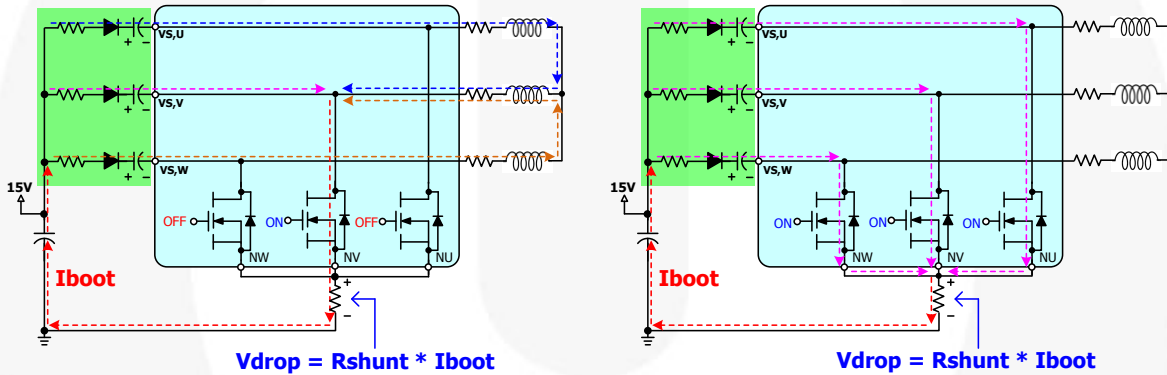 + - VS,U
+ - VS,V
+ - VS,W
15V
OFF ON OFF
NW NV NU
Iboot
+
-
Vdrop = Rshunt * Iboot
+ - VS,U
+ - VS,V
+ - VS,W
15V
ON ON ON
NW NV NU
Iboot
+
-
Vdrop = Rshunt * Iboot